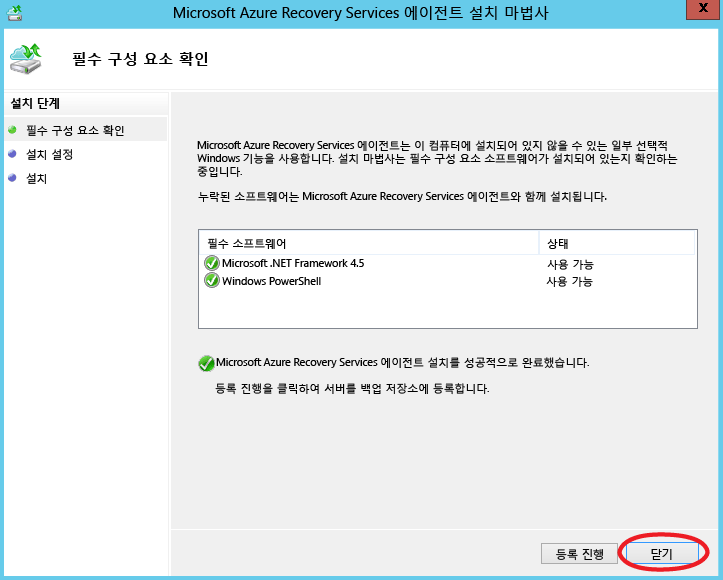 Microsoft Azure Recovery Services 에이전트 설치 마법사
X
필수 구성 요소 확인
설치 단계
필수 구성 요소 확인
설치 설정
설치
Microsoft Azure Recovery Services 에이전트는 이 컴퓨터에 설치되어 있지 않을 수 있는 일부 선택적
Windows 기능을 사용합니다. 설치 마법사는 필수 구성 요소 소프트웨어가 설치되어 있는지 확인하는
중입니다.
누락된 소프트웨어는 Microsoft Azure Recovery Services 에이전트와 함께 설치됩니다.
필수 소프트웨어 상태
Microsoft .NET Framework 4.5 사용 가능
Windows PowerShell 사용 가능
Microsoft Azure Recovery Services 에이전트 설치를 성공적으로 완료했습니다.
등록 진행을 클릭하여 서버를 백업 저장소에 등록합니다.
등록 진행 닫기